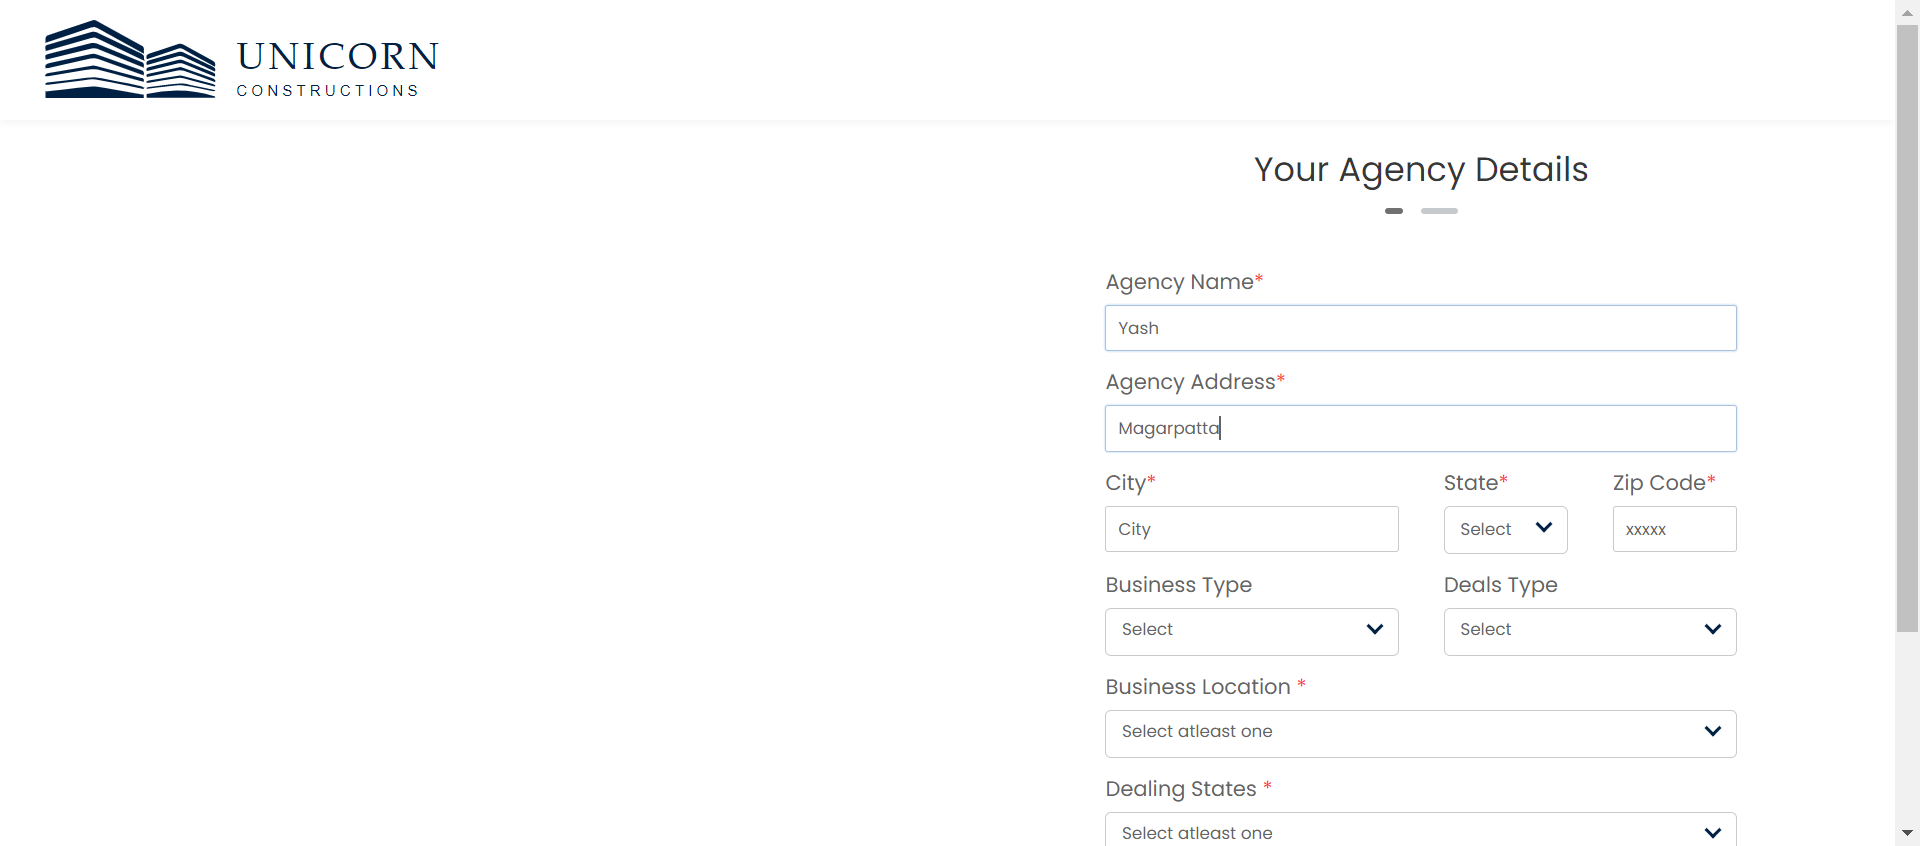 UNICORN
CONSTRUCTIONS
Your Agency Details
Agency Name*
Yash
Agency Address*
Magarpatta
City* State* Zip Code*
City Select xxxxx
Business Type Deals Type
Select Select
Business Location *
Select atleast one
Dealing States *
Select atleast one